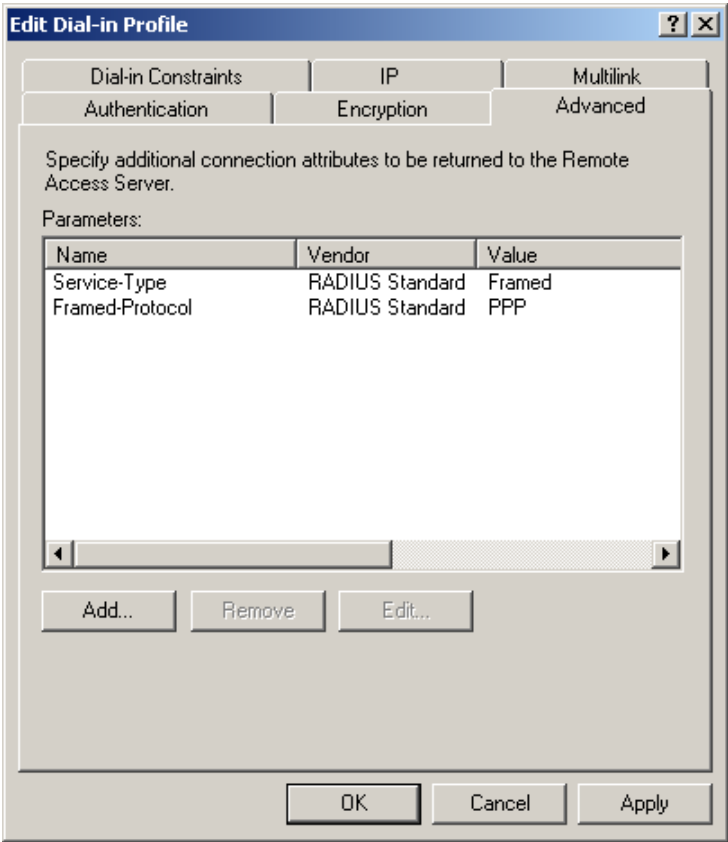 Edit Dial-in Profile
Dial-in Constraints IP Multilink
Authentication Encryption Advanced
Specify additional connection attributes to be returned to the Remote
Access Server.
Parameters:
Name Vendor Value
Service-Type RADIUS Standard Framed
Framed-Protocol RADIUS Standard PPP
Add... Remove Edit...
OK Cancel Apply